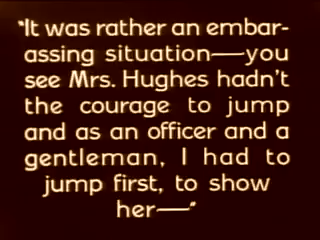 "It was rather an embar-
assing situation—you
see Mrs. Hughes hadn't
the courage to jump
and as an officer and a
gentleman, I had to
jump first, to show
her—"